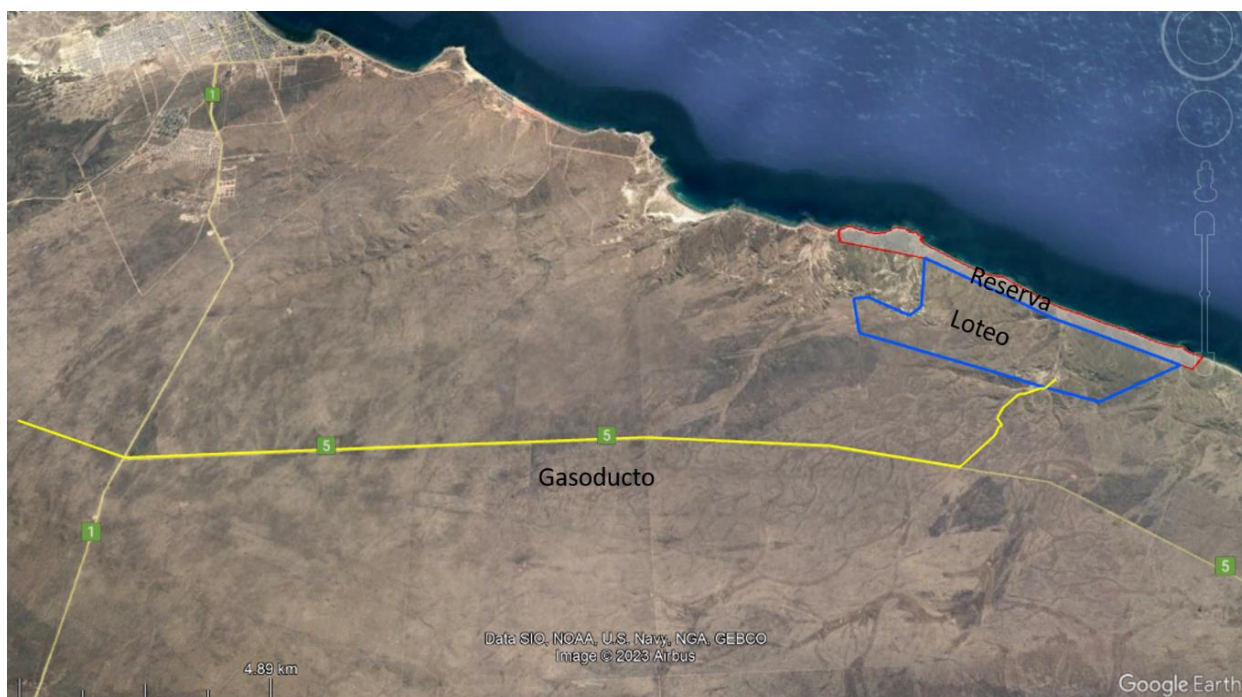 1
Reserva
Loteo
5
5
Gasoducto
1
5
Data SIO, NOAA, U.S. Navy, NGA, GEBCO
Image © 2023 Airbus
4.89 km
Google Earth